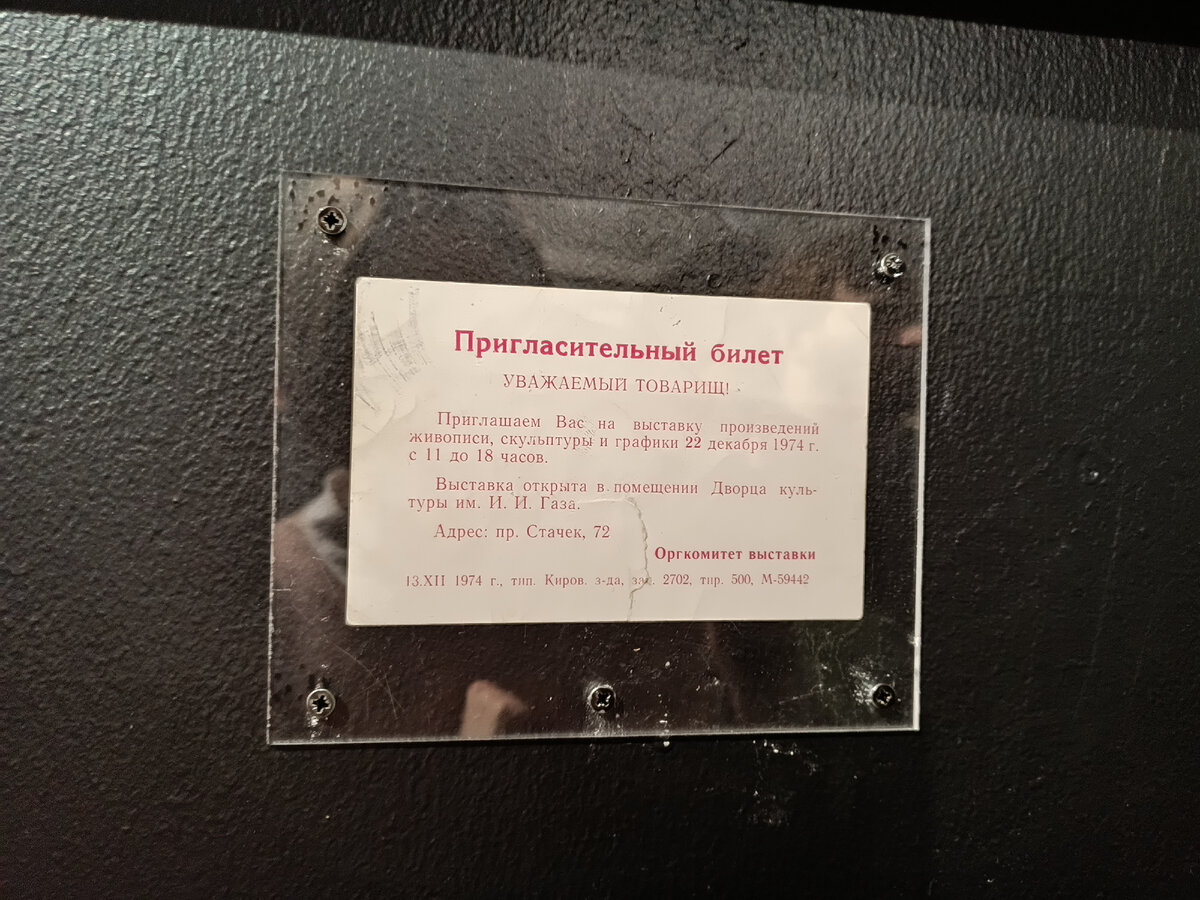 Пригласительный билет
УВАЖАЕМЫЙ ТОВАРИЩ!
Приглашаем Вас на выставку произведений
живописи, скульптуры и графики 22 декабря 1974 г.
с 11 до 18 часов.
Выставка открыта в помещении Дворца куль-
туры им. И. И. Газа.
Адрес: пр. Стачек, 72
Оргкомитет выставки
13.XII 1974 г., тип. Киров. з-да, зак. 2702, тир. 500, М-59442